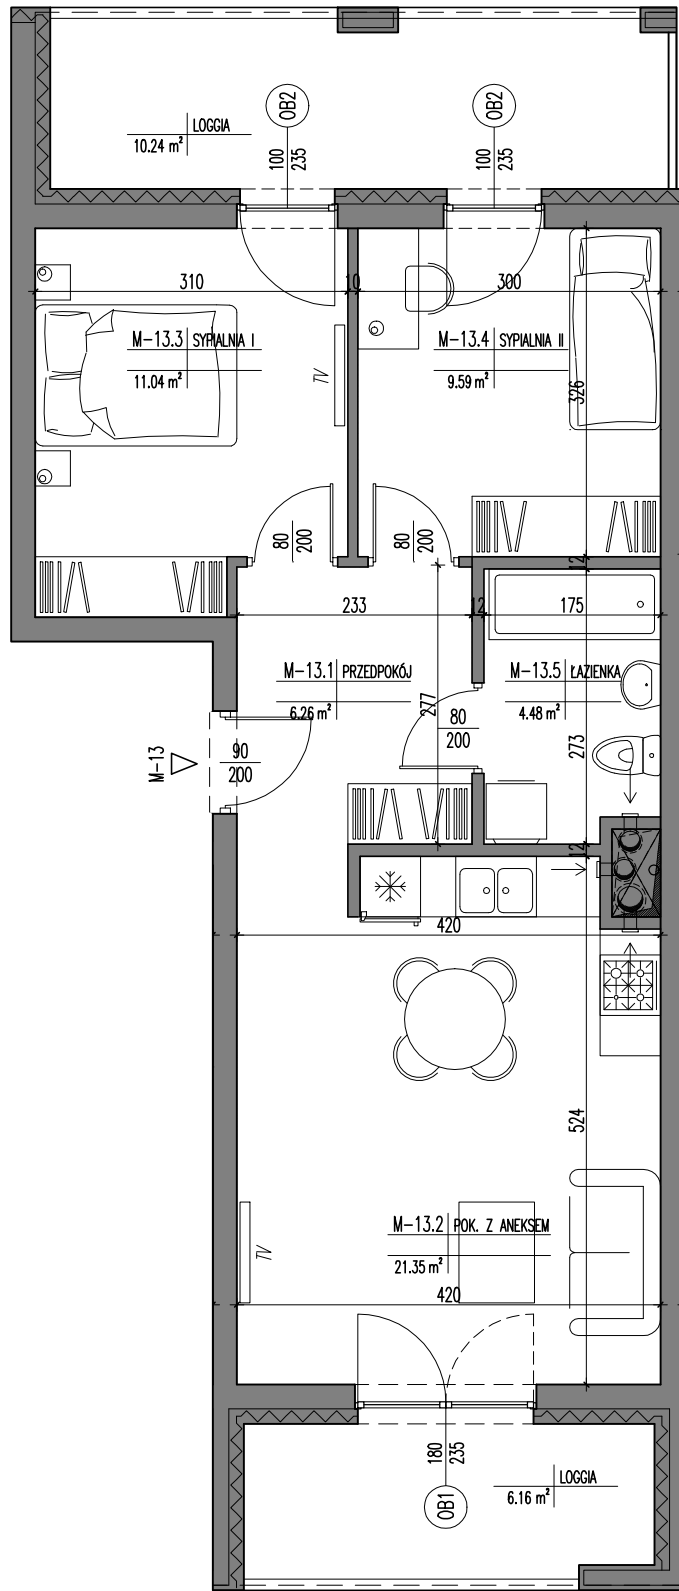 OB2
OB2
LOGGIA
10.24 m²
100
235
100
235
310
10
300
M-13.3 SYPIALNIA I
11.04 m²
M-13.4 SYPIALNIA II
9.59 m²
TV
326
80
200
80
200
12
233
12
175
M-13.1 PRZEDPOKÓJ
6.26 m²
M-13.5 ŁAZIENKA
4.48 m²
277
80
200
273
M-13
90
200
12
420
524
M-13.2 POK. Z ANEKSEM
21.35 m²
TV
420
180
235
LOGGIA
6.16 m²
OB1